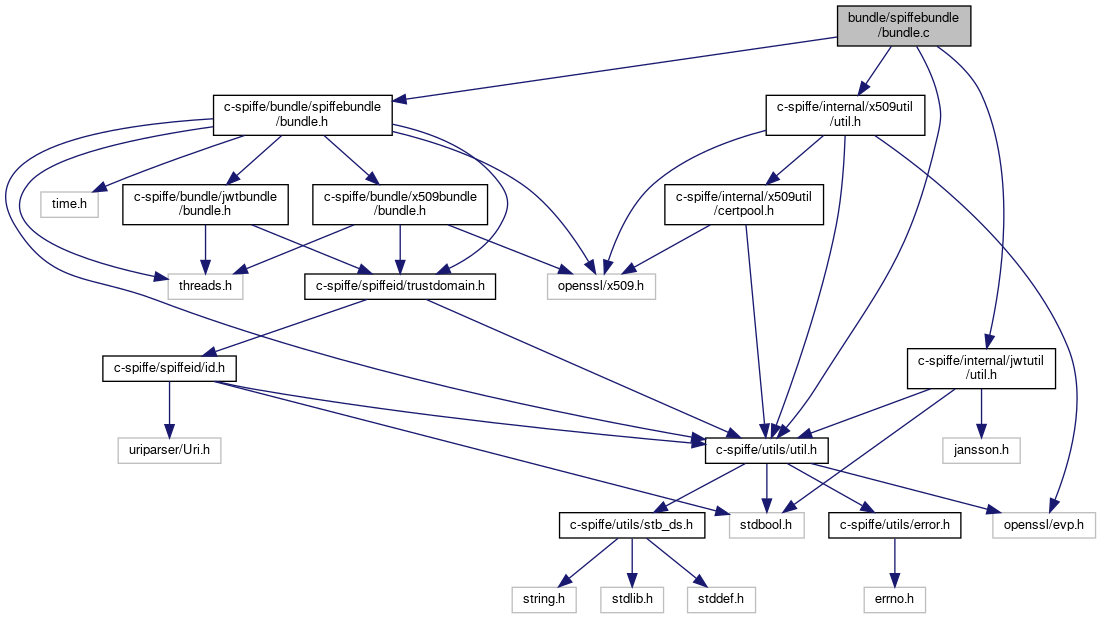 bundle/spiffebundle
/bundle.c
c-spiffe/bundle/spiffebundle
/bundle.h
c-spiffe/internal/x509util
/util.h
time.h
c-spiffe/bundle/jwtbundle
/bundle.h
c-spiffe/bundle/x509bundle
/bundle.h
c-spiffe/internal/x509util
/certpool.h
threads.h
c-spiffe/spiffeid/trustdomain.h
openssl/x509.h
c-spiffe/spiffeid/id.h
c-spiffe/internal/jwtutil
/util.h
uriparser/Uri.h
c-spiffe/utils/util.h
jansson.h
c-spiffe/utils/stb_ds.h
stdbool.h
c-spiffe/utils/error.h
openssl/evp.h
string.h
stdlib.h
stddef.h
errno.h